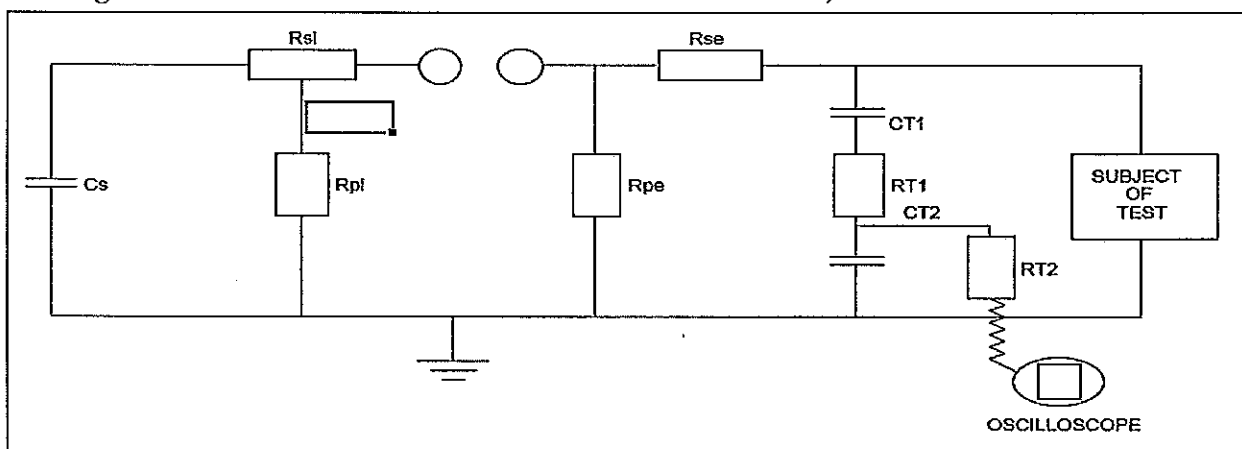 Rsl
Rse
CT1
Cs
Rpl
Rpe
RT1
CT2
SUBJECT
OF
TEST
RT2
OSCILLOSCOPE